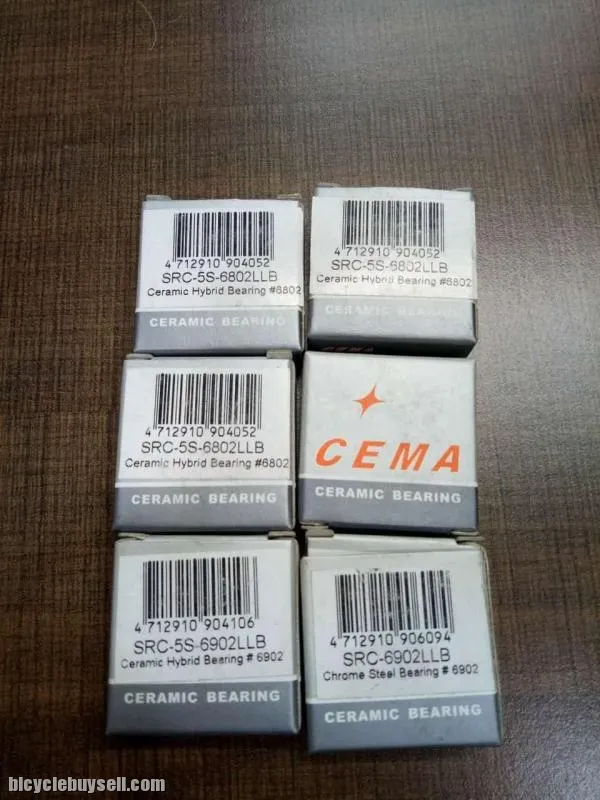 4 712910 904052
SRC-5S-6802LLB
Ceramic Hybrid Bearing #6802
CERAMIC BEARING
4 712910 904052
SRC-5S-6802LLB
Ceramic Hybrid Bearing #6802
CERAMIC BEARING
4 712910 904052
SRC-5S-6802LLB
Ceramic Hybrid Bearing #6802
CERAMIC BEARING
CEMA
CEMA
CERAMIC BEARING
4 712910 904106
SRC-5S-6902LLB
Ceramic Hybrid Bearing # 6902
CERAMIC BEARING
4 712910 906094
SRC-6902LLB
Chrome Steel Bearing # 6902
CERAMIC BEARING
bicyclebuysell.com